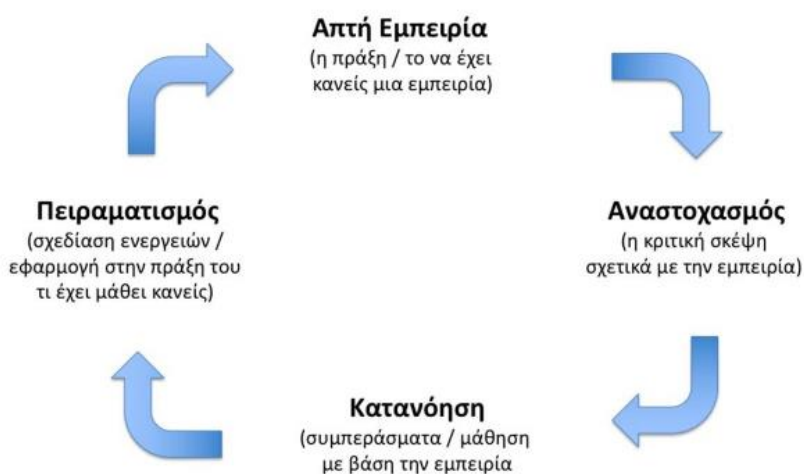 Απτή Εμπειρία
(η πράξη / το να έχει
κανείς μια εμπειρία)
Πειραματισμός
(σχεδίαση ενεργειών /
εφαρμογή στην πράξη του
τι έχει μάθει κανείς)
Αναστοχασμός
(η κριτική σκέψη
σχετικά με την εμπειρία)
Κατανόηση
(συμπεράσματα / μάθηση
με βάση την εμπειρία